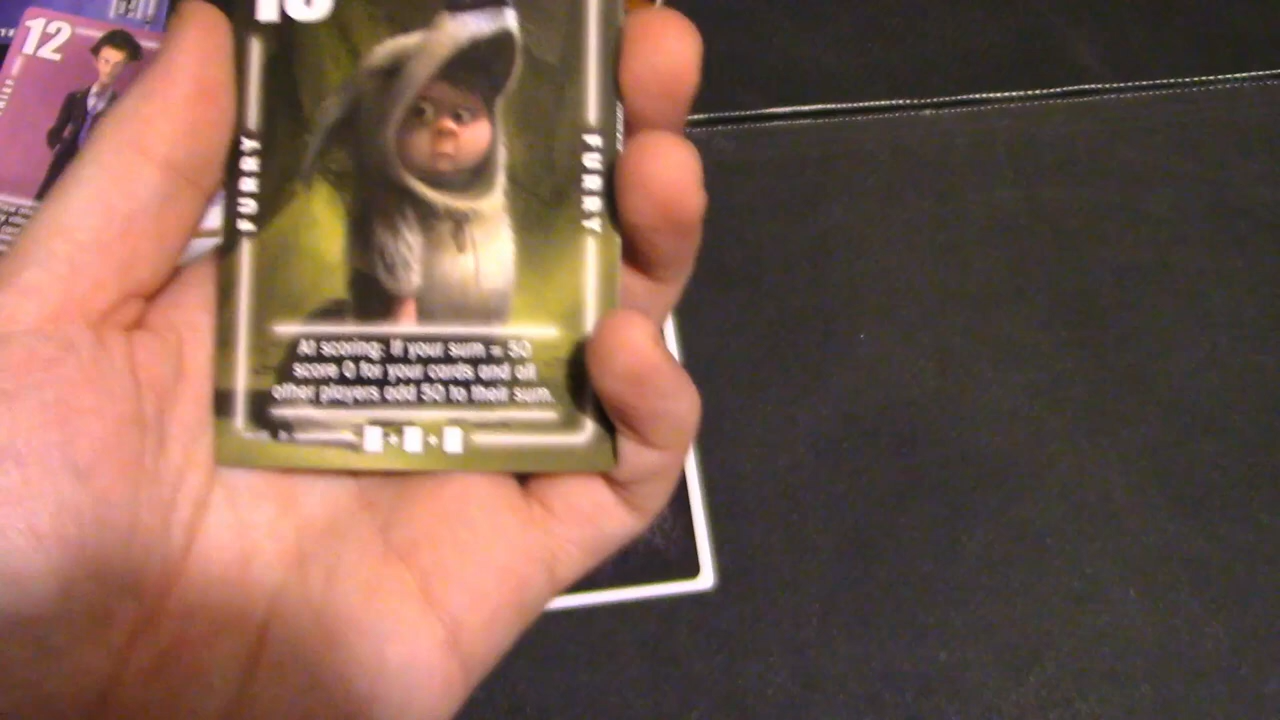 12
FURRY
FURRY
At scoring: If your sum = 50
score 0 for your cards and all
other players add 50 to their sum.